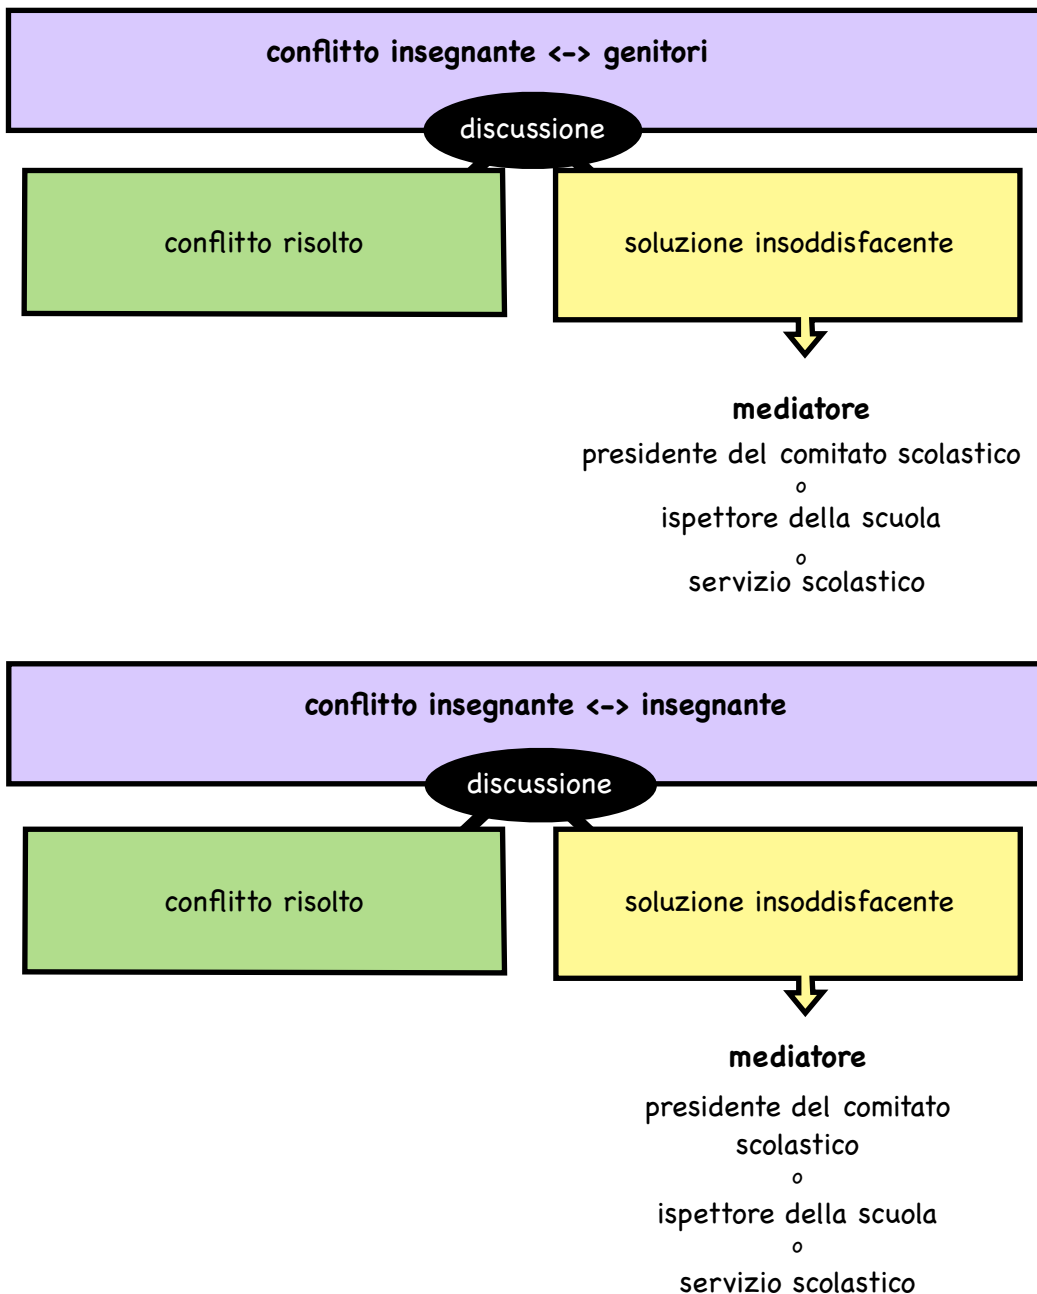 conflitto insegnante <-> genitori
discussione
conflitto risolto
soluzione insoddisfacente
mediatore
presidente del comitato scolastico
o
ispettore della scuola
o
servizio scolastico
conflitto insegnante <-> insegnante
discussione
conflitto risolto
soluzione insoddisfacente
mediatore
presidente del comitato
scolastico
o
ispettore della scuola
o
servizio scolastico